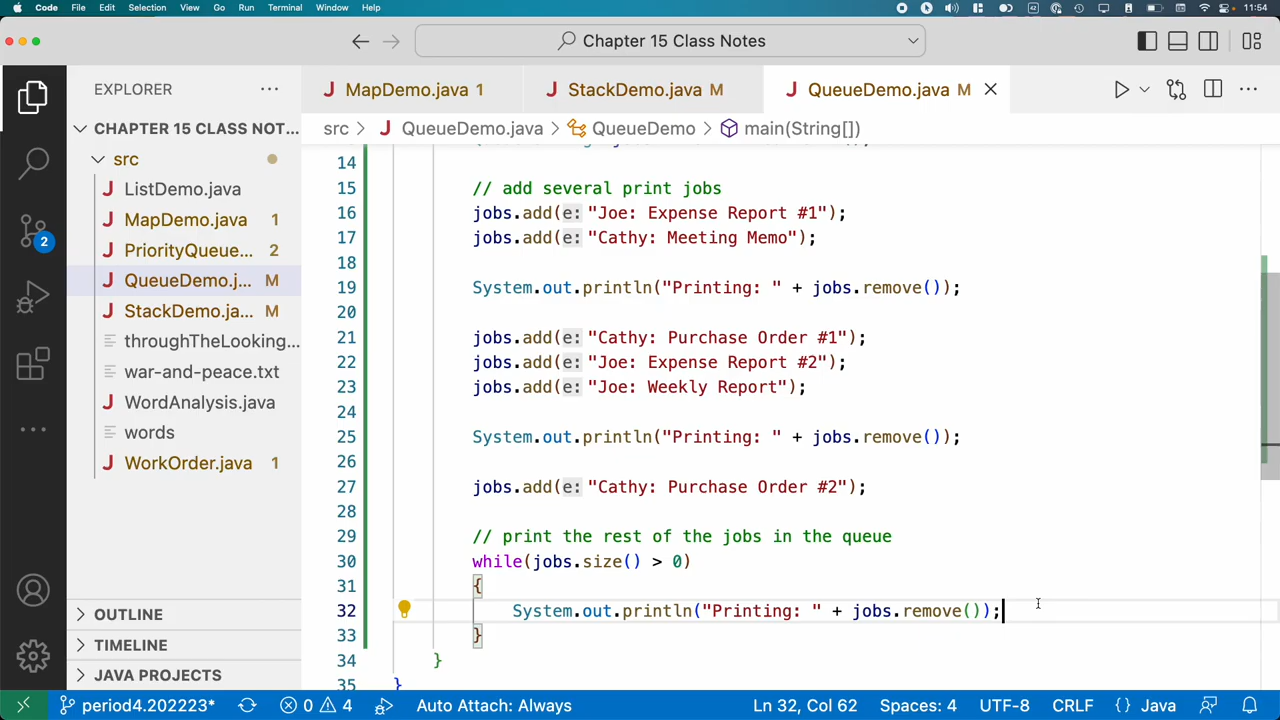 Code File Edit Selection View Go Run Terminal Window Help 11:54
Chapter 15 Class Notes
EXPLORER
MapDemo.java 1
StackDemo.java M
QueueDemo.java M
src > QueueDemo.java > QueueDemo > main(String[])
CHAPTER 15 CLASS NOT...
src
ListDemo.java
MapDemo.java 1
PriorityQueue... 2
QueueDemo.j... M
StackDemo.ja... M
throughTheLooking...
war-and-peace.txt
WordAnalysis.java
words
WorkOrder.java 1
OUTLINE
TIMELINE
JAVA PROJECTS
14
15 // add several print jobs
16 jobs.add(e: "Joe: Expense Report #1");
17 jobs.add(e: "Cathy: Meeting Memo");
18
19 System.out.println("Printing: " + jobs.remove());
20
21 jobs.add(e: "Cathy: Purchase Order #1");
22 jobs.add(e: "Joe: Expense Report #2");
23 jobs.add(e: "Joe: Weekly Report");
24
25 System.out.println("Printing: " + jobs.remove());
26
27 jobs.add(e: "Cathy: Purchase Order #2");
28
29 // print the rest of the jobs in the queue
30 while(jobs.size() > 0)
31 {
32 System.out.println("Printing: " + jobs.remove());
33 }
34 }
35 }
2
period4.202223* 0 4 Auto Attach: Always Ln 32, Col 62 Spaces: 4 UTF-8 CRLF {} Java